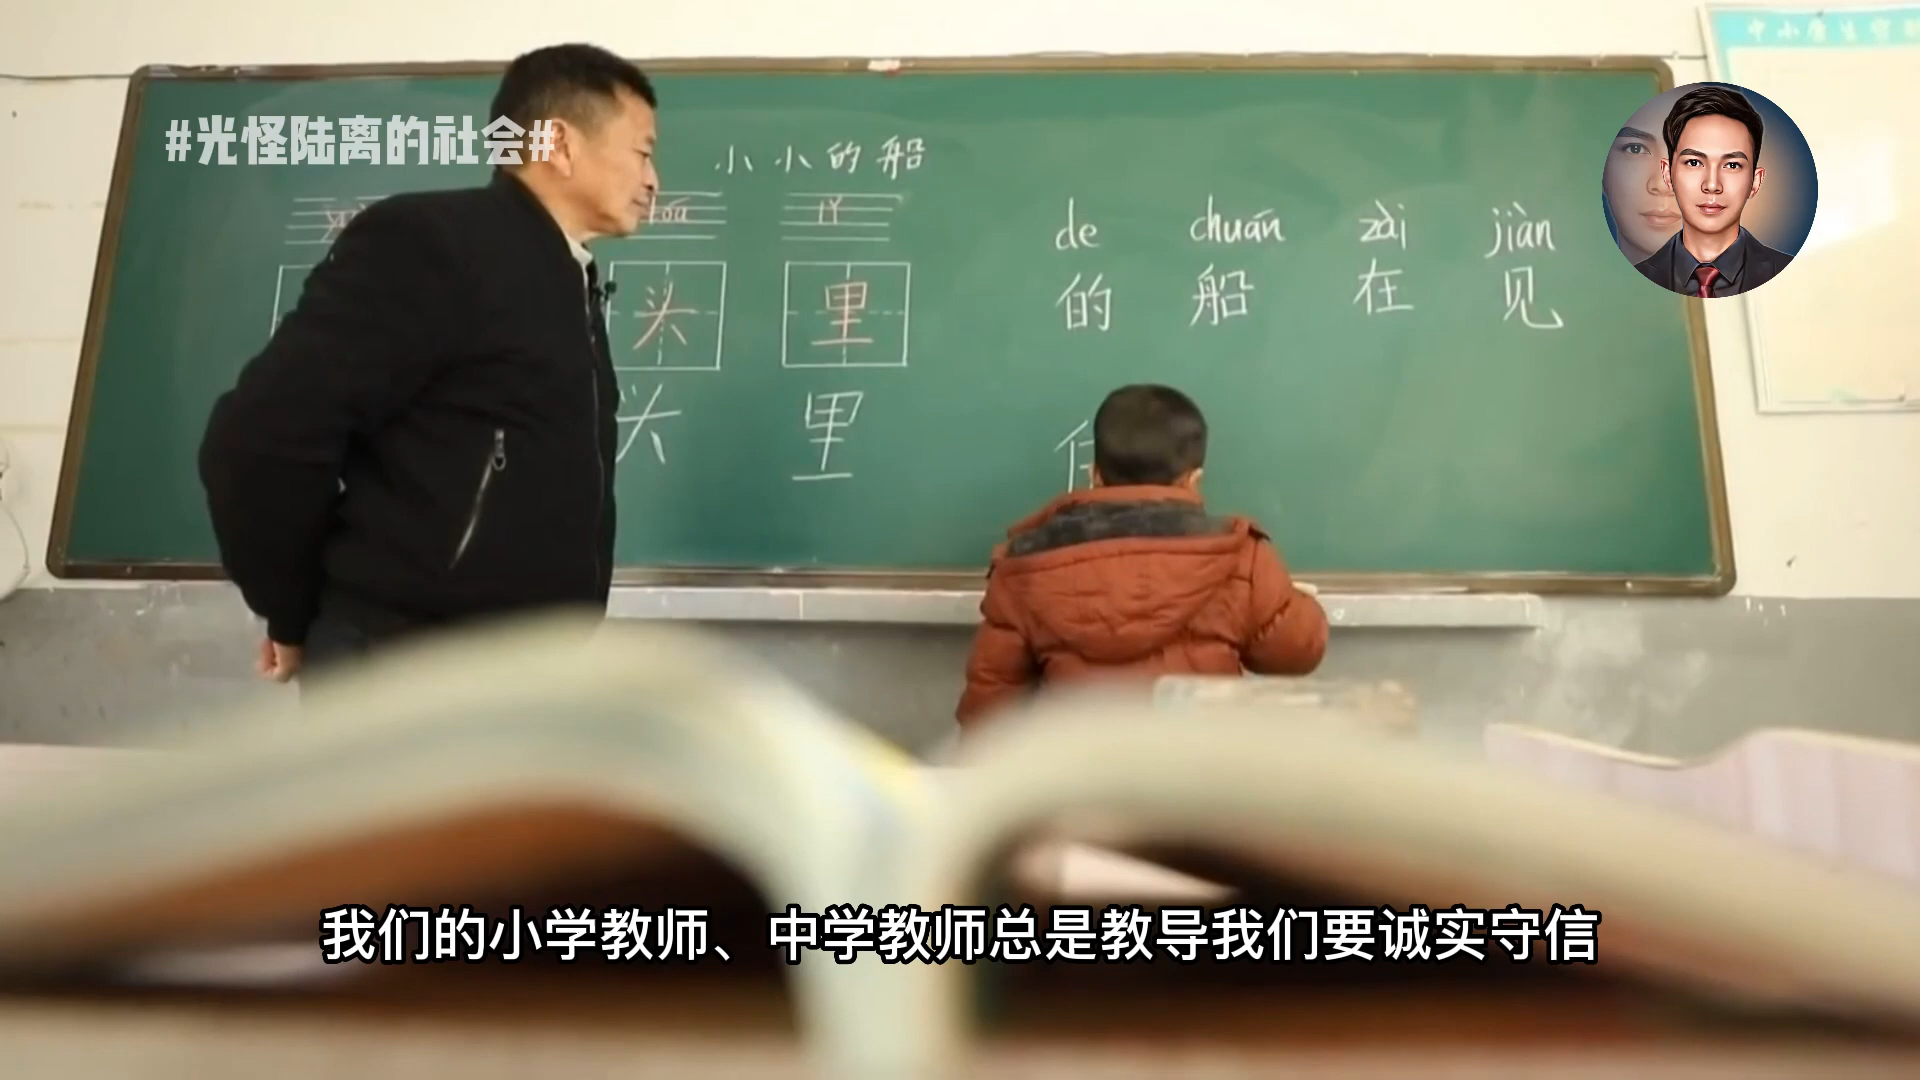 #光怪陆离的社会#
小小的船
tóu lǐ
de chuán zài jiàn
头 里
的 船 在 见
头 里
我们的小学教师、中学教师总是教导我们要诚实守信